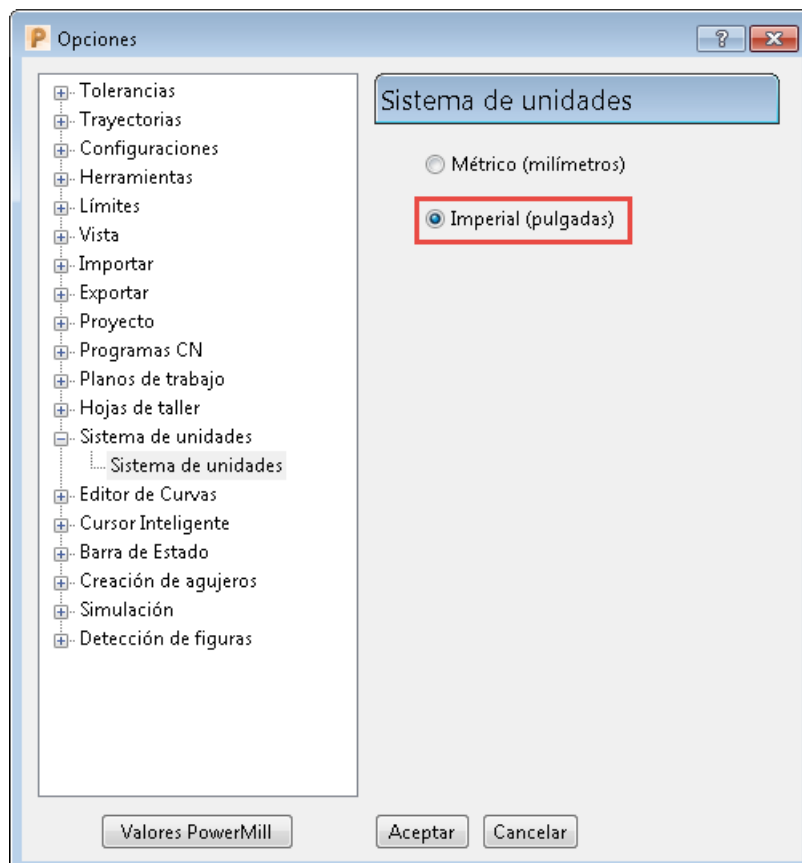 Opciones
Tolerancias
Trayectorias
Configuraciones
Herramientas
Límites
Vista
Importar
Exportar
Proyecto
Programas CN
Planos de trabajo
Hojas de taller
Sistema de unidades
Sistema de unidades
Editor de Curvas
Cursor Inteligente
Barra de Estado
Creación de agujeros
Simulación
Detección de figuras
Sistema de unidades
Métrico (milímetros)
Imperial (pulgadas)
Valores PowerMill
Aceptar
Cancelar